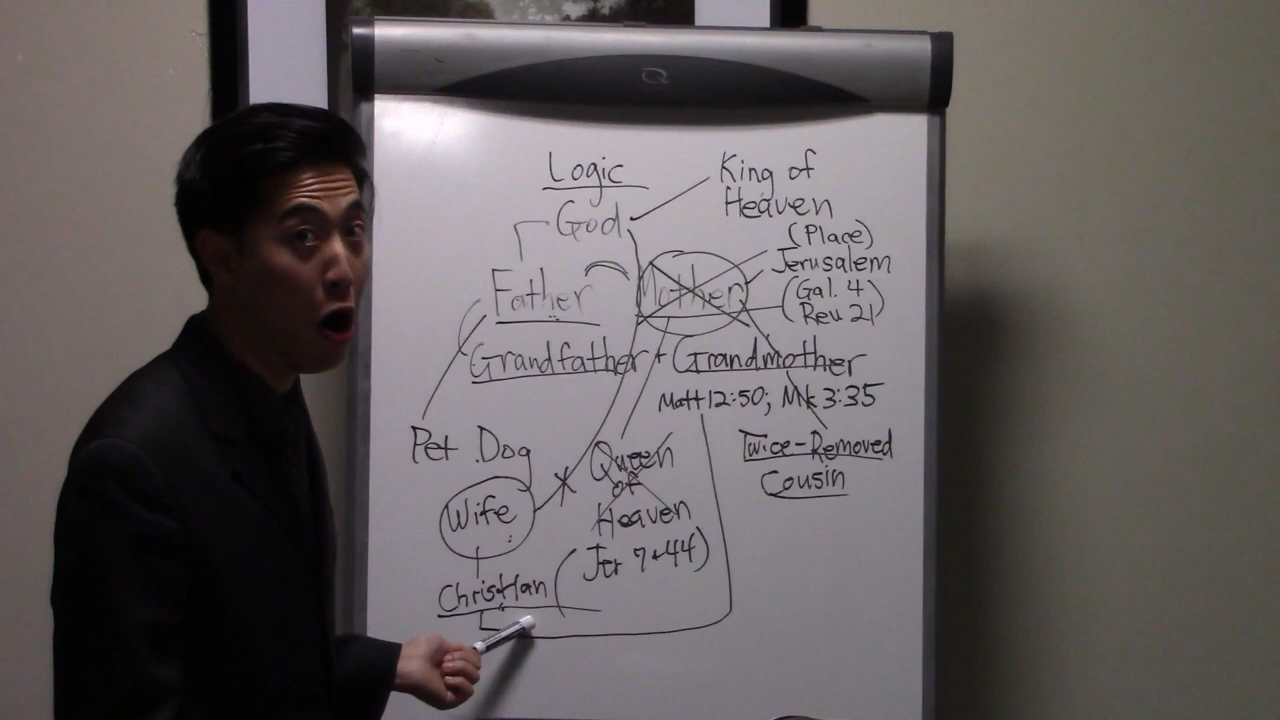 Logic
King of
Heaven
God
(Place)
Jerusalem
(Gal. 4
Rev 21)
Father
Mother
Grandfather + Grandmother
Matt 12:50; Mk 3:35
Pet Dog
Twice-Removed
Cousin
Queen
of
Heaven
(Jer 7+44)
Wife
Christian